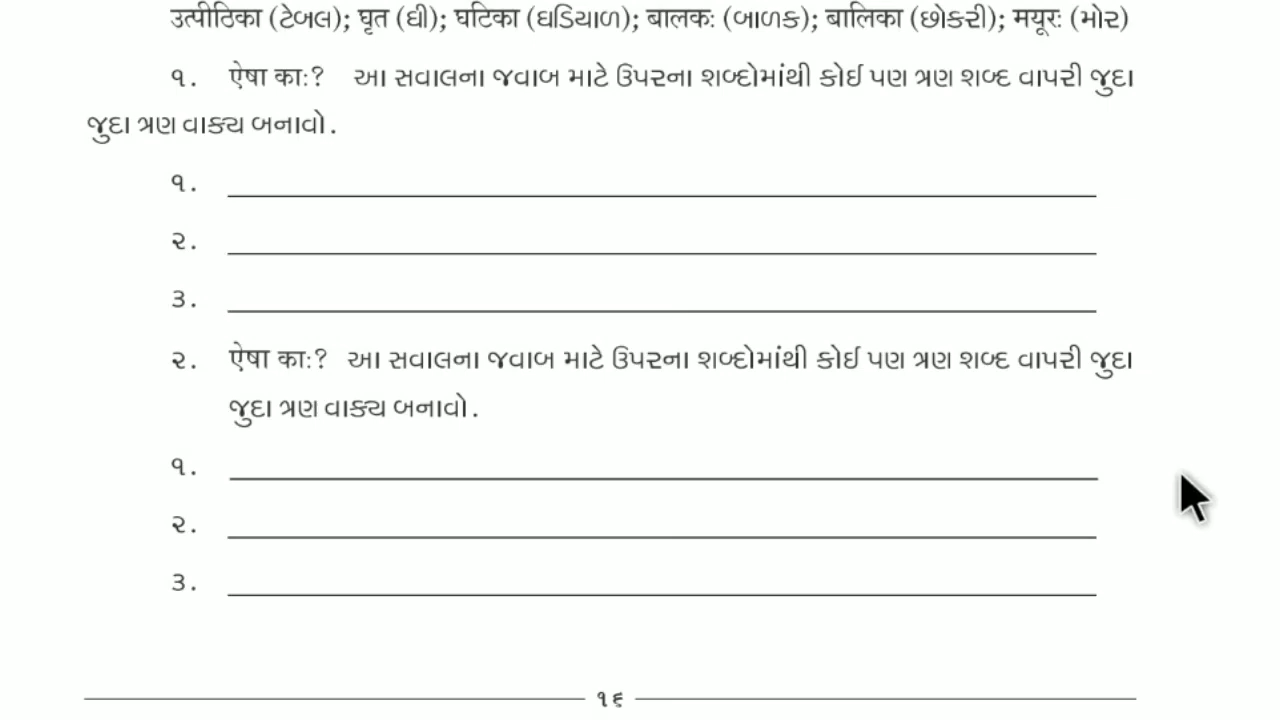 उत्पीठिका (ટેબલ); घृत (ઘી); घटिका (ઘડિયાળ); बालकः (બાળક); बालिका (છોકરી); मयूरः (મોર)
૧. ऐषा काः? આ સવાલના જવાબ માટે ઉપરના શબ્દોમાંથી કોઈ પણ ત્રણ શબ્દ વાપરી જુદા
જુદા ત્રણ વાક્ય બનાવો.
૧.
૨.
૩.
૨. ऐषा काः? આ સવાલના જવાબ માટે ઉપરના શબ્દોમાંથી કોઈ પણ ત્રણ શબ્દ વાપરી જુદા
જુદા ત્રણ વાક્ય બનાવો.
૧.
૨.
૩.
૧૬